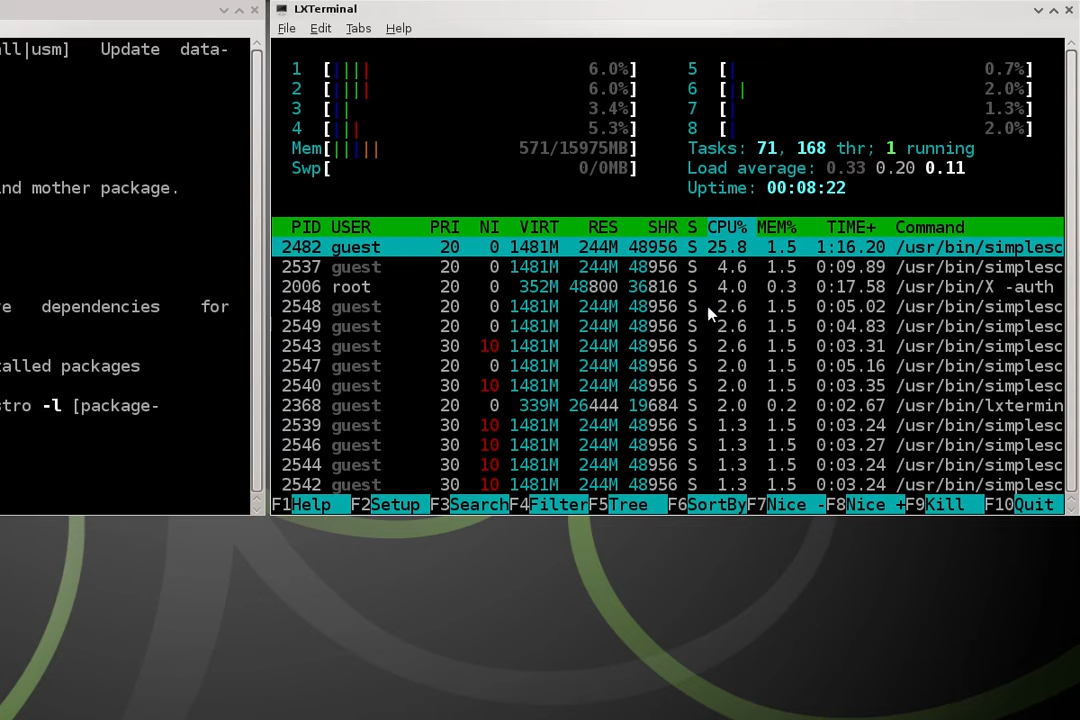 all|usm]   Update  data-
nd mother package.
e   dependencies    for
alled packages
stro -l [package-
LXTerminal
File Edit Tabs Help
1 [|||| 6.0%] 5 [| 0.7%]
2 [|||| 6.0%] 6 [|| 2.0%]
3 [|| 3.4%] 7 [| 1.3%]
4 [||| 5.3%] 8 [| 2.0%]
Mem[||||| 571/15975MB] Tasks: 71, 168 thr; 1 running
Swp[ 0/0MB] Load average: 0.33 0.20 0.11
Uptime: 00:08:22
PID USER PRI NI VIRT RES SHR S CPU% MEM% TIME+ Command
2482 guest 20 0 1481M 244M 48956 S 25.8 1.5 1:16.20 /usr/bin/simplesc
2537 guest 20 0 1481M 244M 48956 S 4.6 1.5 0:09.89 /usr/bin/simplesc
2006 root 20 0 352M 48800 36816 S 4.0 0.3 0:17.58 /usr/bin/X -auth
2548 guest 20 0 1481M 244M 48956 S 2.6 1.5 0:05.02 /usr/bin/simplesc
2549 guest 20 0 1481M 244M 48956 S 2.6 1.5 0:04.83 /usr/bin/simplesc
2543 guest 30 10 1481M 244M 48956 S 2.6 1.5 0:03.31 /usr/bin/simplesc
2547 guest 20 0 1481M 244M 48956 S 2.0 1.5 0:05.16 /usr/bin/simplesc
2540 guest 30 10 1481M 244M 48956 S 2.0 1.5 0:03.35 /usr/bin/simplesc
2368 guest 20 0 339M 26444 19684 S 2.0 0.2 0:02.67 /usr/bin/lxtermin
2539 guest 30 10 1481M 244M 48956 S 1.3 1.5 0:03.24 /usr/bin/simplesc
2546 guest 30 10 1481M 244M 48956 S 1.3 1.5 0:03.27 /usr/bin/simplesc
2544 guest 30 10 1481M 244M 48956 S 1.3 1.5 0:03.24 /usr/bin/simplesc
2542 guest 30 10 1481M 244M 48956 S 1.3 1.5 0:03.24 /usr/bin/simplesc
F1Help F2Setup F3SearchF4FilterF5Tree F6SortByF7Nice -F8Nice +F9Kill F10Quit